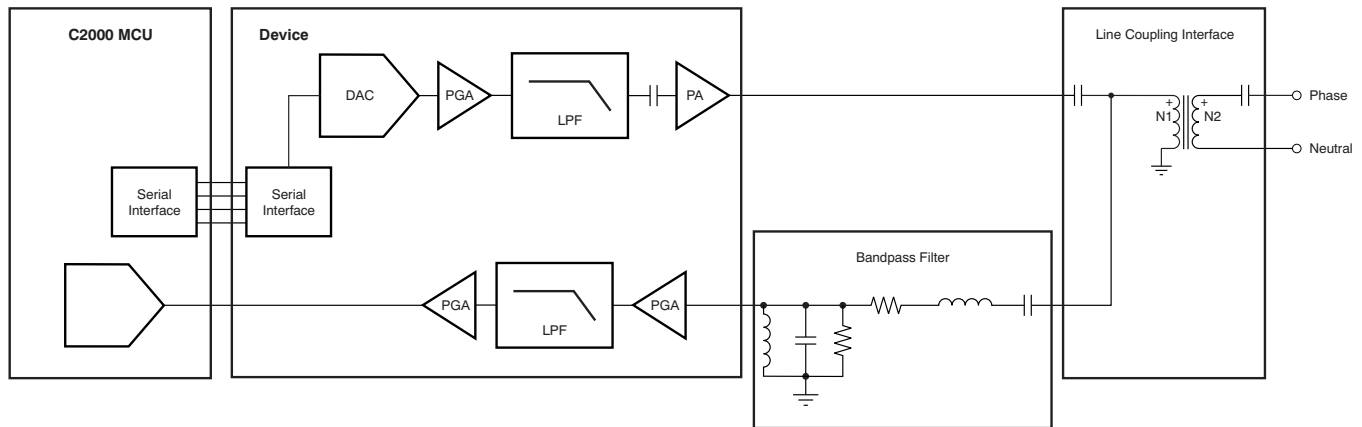 C2000 MCU
Device
Line Coupling Interface
DAC
PGA
LPF
PA
+
N1
+
N2
Phase
Neutral
Serial
Interface
Serial
Interface
Bandpass Filter
PGA
LPF
PGA